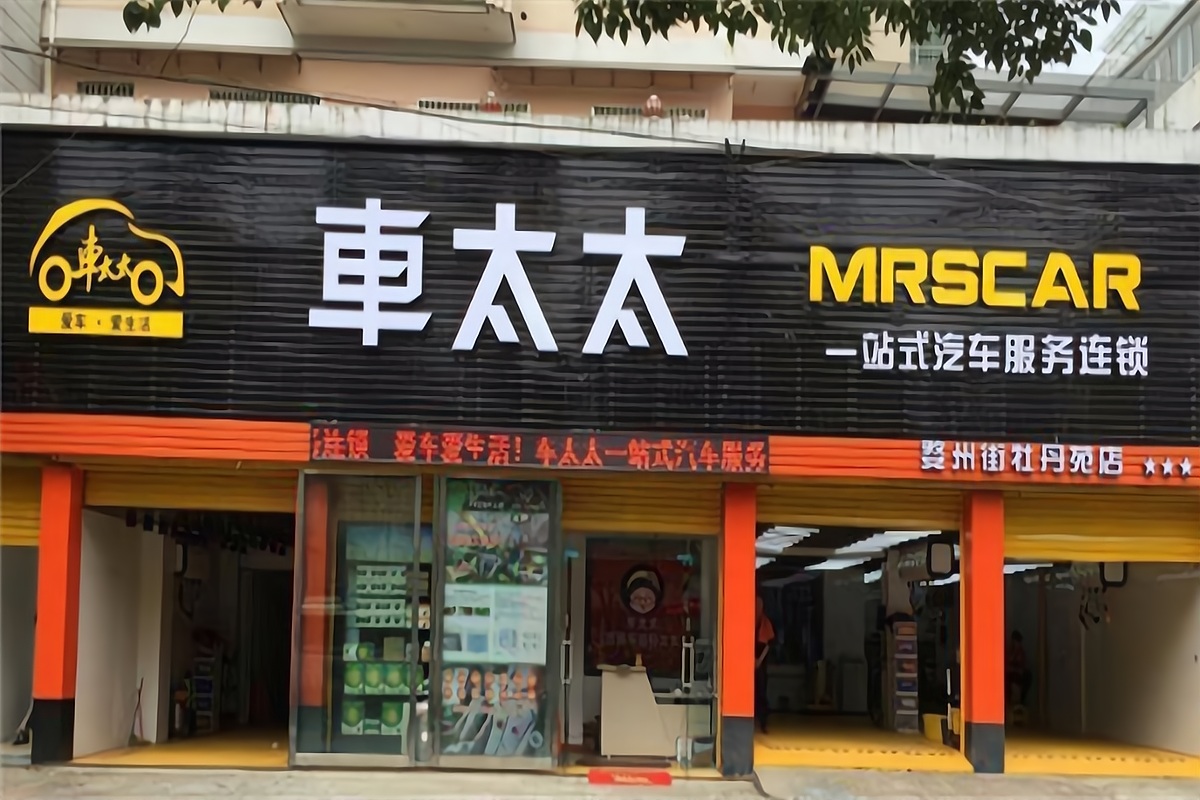 車太太
爱车·爱生活
車太太
MRSCAR
一站式汽车服务连锁
连锁 爱车爱生活！车太太一站式汽车服务
婺州街牡丹苑店 ★★★